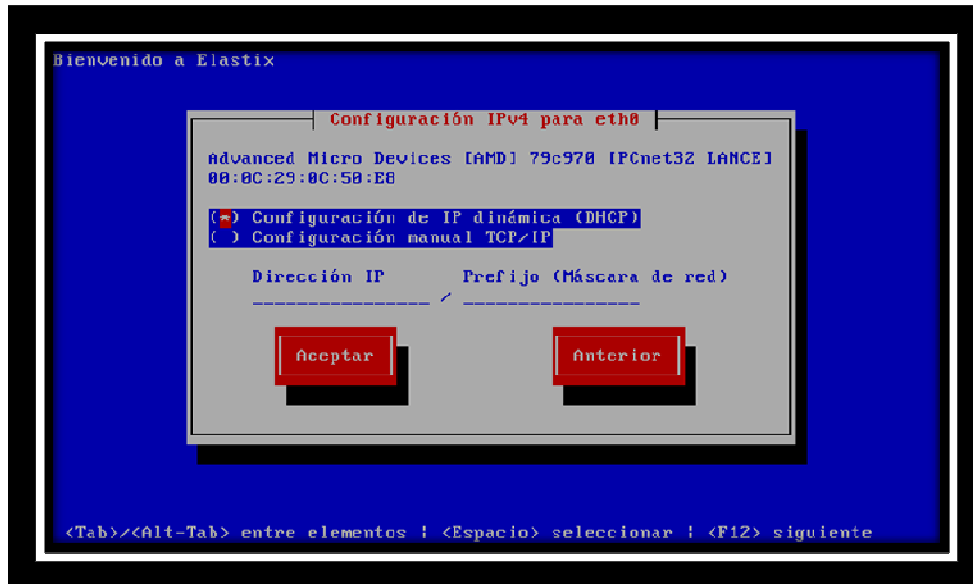 Bienvenido a Elastix
Configuración IPv4 para eth0
Advanced Micro Devices [AMD] 79c970 [PCnet32 LANCE]
00:0C:29:0C:50:E8
(*) Configuración de IP dinámica (DHCP)
( ) Configuración manual TCP/IP
Dirección IP Prefijo (Máscara de red)
________________ / ________________
Aceptar Anterior
<Tab>/<Alt-Tab> entre elementos | <Espacio> seleccionar | <F12> siguiente